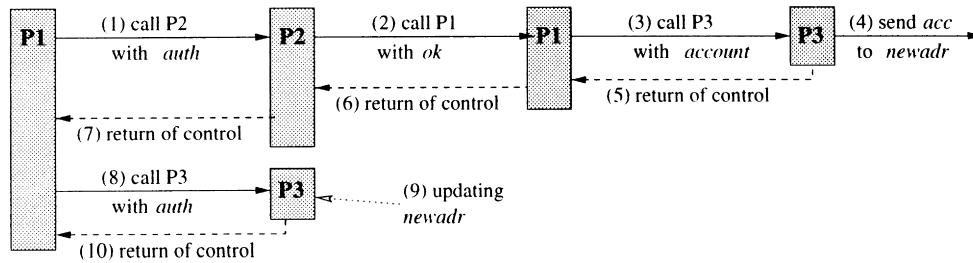 P1
(1) call P2
with auth
P2
(2) call P1
with ok
P1
(3) call P3
with account
P3
(4) send acc
to newadr
(5) return of control
(6) return of control
(7) return of control
(8) call P3
with auth
P3
(9) updating
newadr
(10) return of control